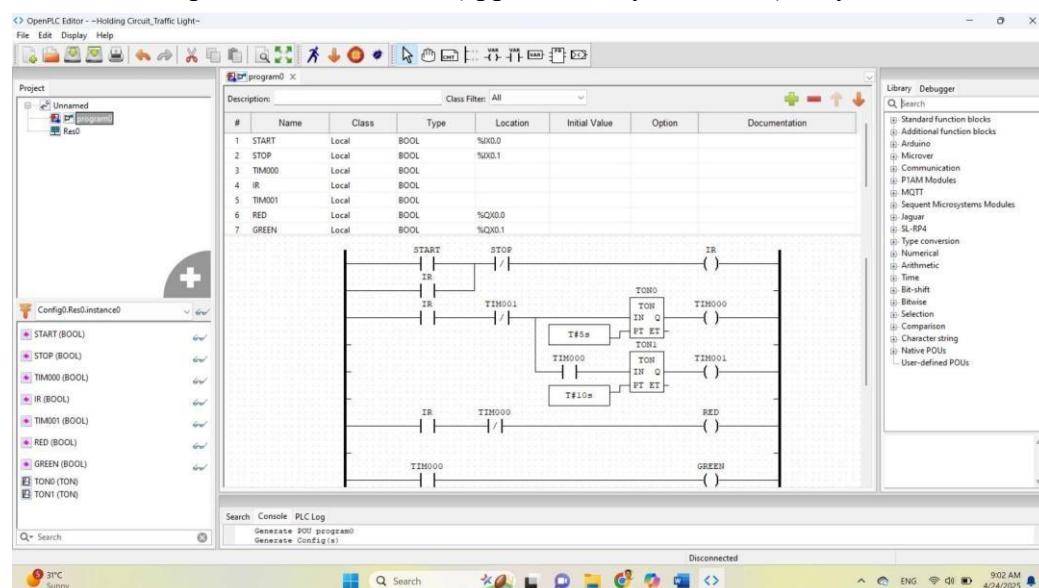 OpenPLC Editor - ~Holding Circuit_Traffic Light~
File Edit Display Help
Project
Unnamed
program0
Res0
program0
Description:
Class Filter: All
# Name Class Type Location Initial Value Option Documentation
1 START Local BOOL %IX0.0
2 STOP Local BOOL %IX0.1
3 TIM000 Local BOOL
4 IR Local BOOL
5 TIM001 Local BOOL
6 RED Local BOOL %QX0.0
7 GREEN Local BOOL %QX0.1
START STOP IR
IR
TON0
IR TIM001 TON TIM000
IN Q
T#5s PT ET
TON1
TIM000 TON TIM001
IN Q
T#10s PT ET
IR TIM000 RED
TIM000 GREEN
Config0.Res0.instance0
START (BOOL)
STOP (BOOL)
TIM000 (BOOL)
IR (BOOL)
TIM001 (BOOL)
RED (BOOL)
GREEN (BOOL)
TON0 (TON)
TON1 (TON)
Search
Library Debugger
Search
Standard function blocks
Additional function blocks
Arduino
Microver
Communication
P1AM Modules
MQTT
Sequent Microsystems Modules
Jaguar
SL-RP4
Type conversion
Numerical
Arithmetic
Time
Bit-shift
Bitwise
Selection
Comparison
Character string
Native POUs
User-defined POUs
Search Console PLC Log
Generate POU program0
Generate Config(s)
Disconnected
31°C
Sunny
Search
ENG
9:02 AM
4/24/2025